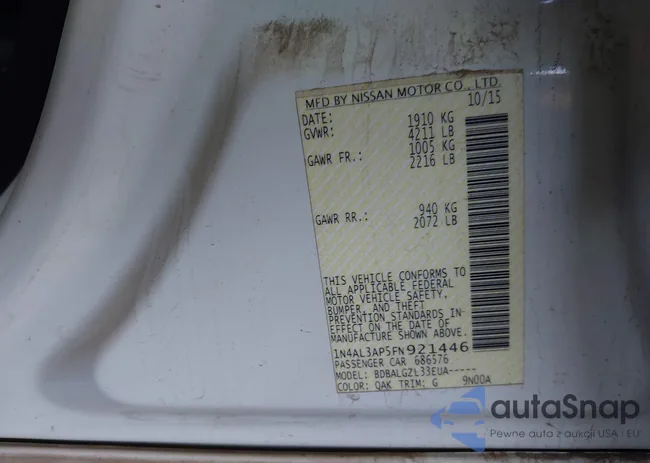 MFD BY NISSAN MOTOR CO., LTD.
DATE: 10/15
GVWR: 1910 KG
4211 LB
GAWR FR.: 1005 KG
2216 LB
GAWR RR.: 940 KG
2072 LB
THIS VEHICLE CONFORMS TO
ALL APPLICABLE FEDERAL
MOTOR VEHICLE SAFETY,
BUMPER, AND THEFT
PREVENTION STANDARDS IN
EFFECT ON THE DATE OF
MANUFACTURE SHOWN ABOVE.
1N4AL3AP5FN921446
PASSENGER CAR 686576
MODEL: BDBALGZL33EUA-----
COLOR: QAK TRIM: G 9N00A
autaSnap
Pewne auta z aukcji USA i EU